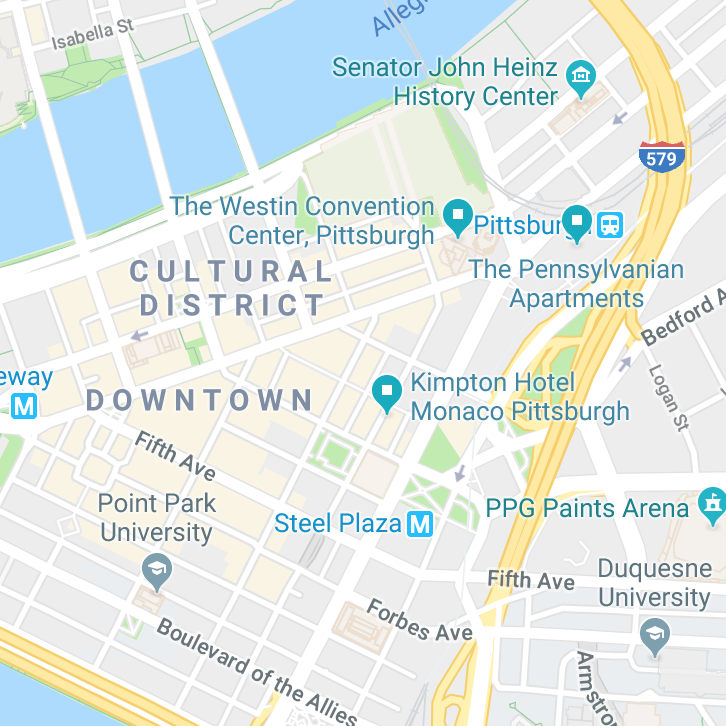 Isabella St
Senator John Heinz
History Center
579
The Westin Convention
Center, Pittsburgh
The Pennsylvanian
Apartments
CULTURAL
DISTRICT
Bedford
Logan St
M
Kimpton Hotel
Monaco Pittsburgh
DOWNTOWN
Fifth Ave
Point Park
University
Steel Plaza M
PPG Paints Arena
Fifth Ave
Duquesne
University
Forbes Ave
Boulevard of the Allies